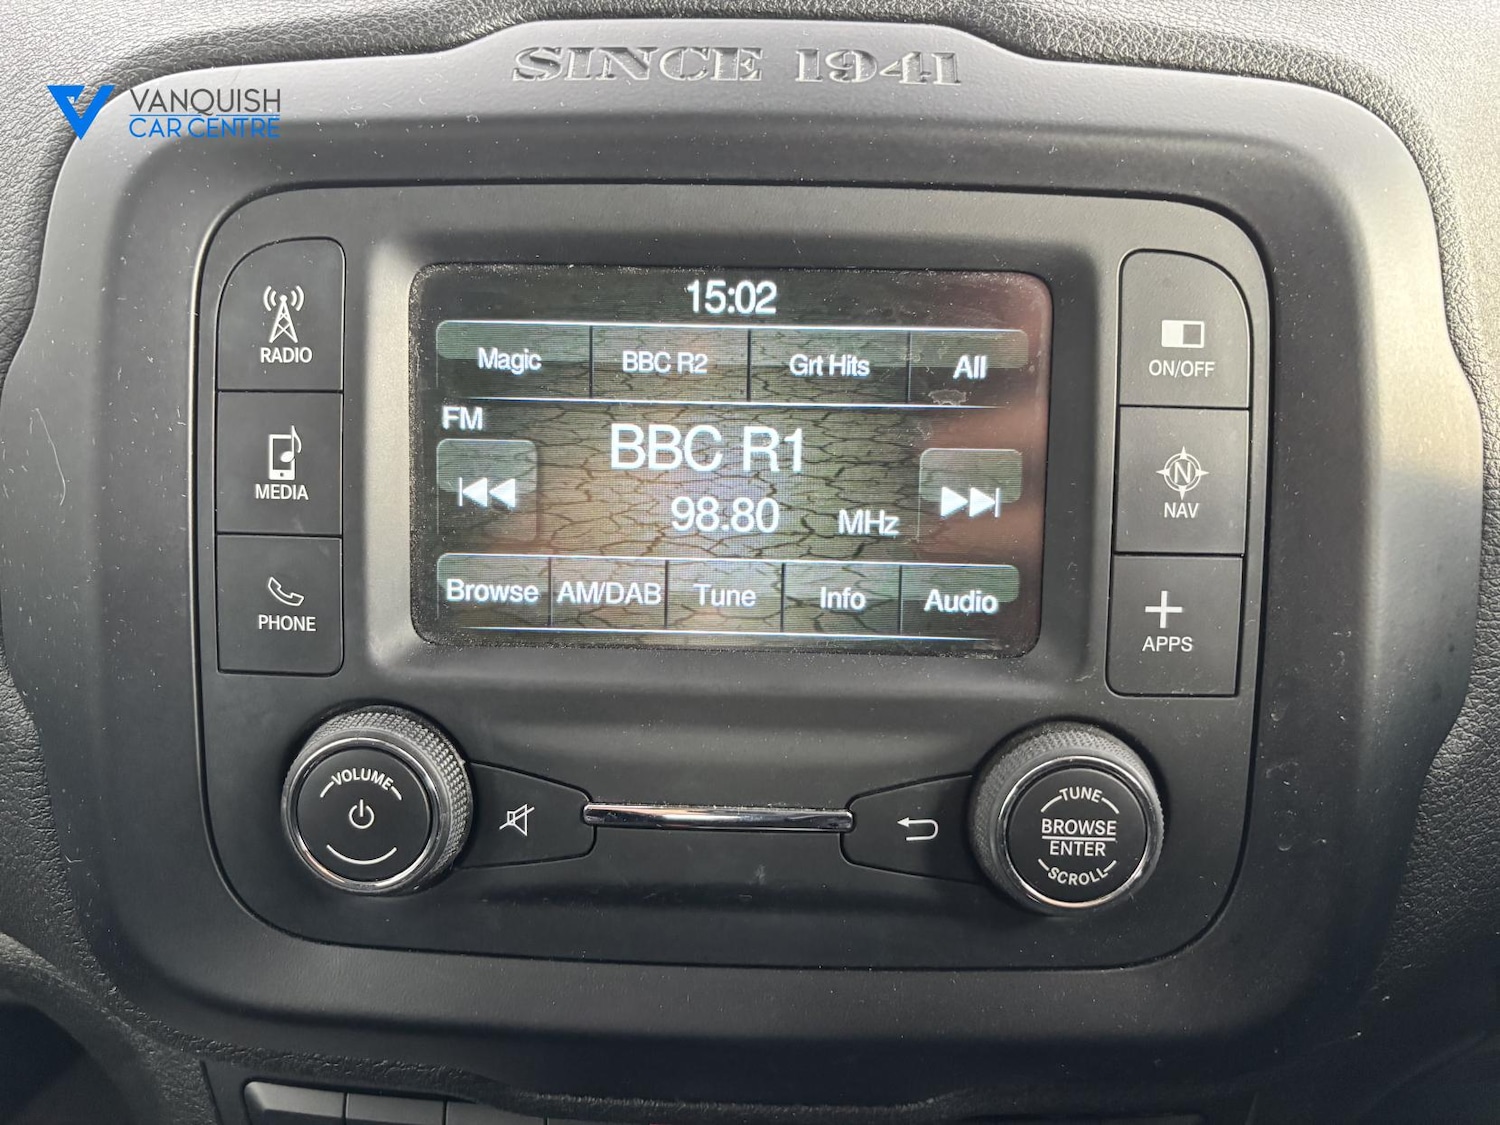 SINCE 1941
VANQUISH
CAR CENTRE
15:02
Magic BBC R2 Grt Hits All
FM
BBC R1
98.80 MHz
Browse AM/DAB Tune Info Audio
RADIO
MEDIA
PHONE
ON/OFF
N
NAV
APPS
VOLUME
TUNE
BROWSE
ENTER
SCROLL